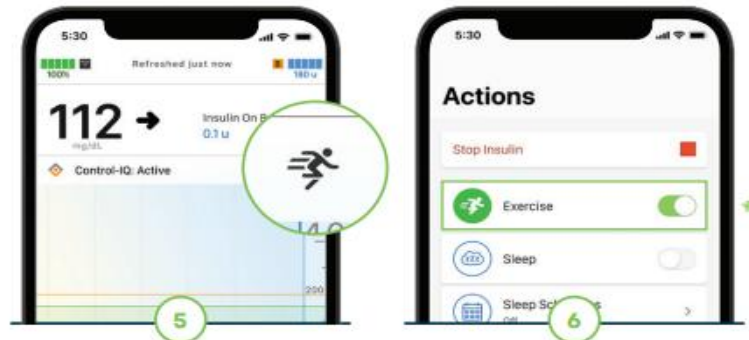 5:30
100%
Refreshed just now
180 u
112
mg/dL
Insulin On
0.1 u
Control-IQ: Active
200
5
5:30
Actions
Stop Insulin
Exercise
zzz
Sleep
Sleep
Off
6